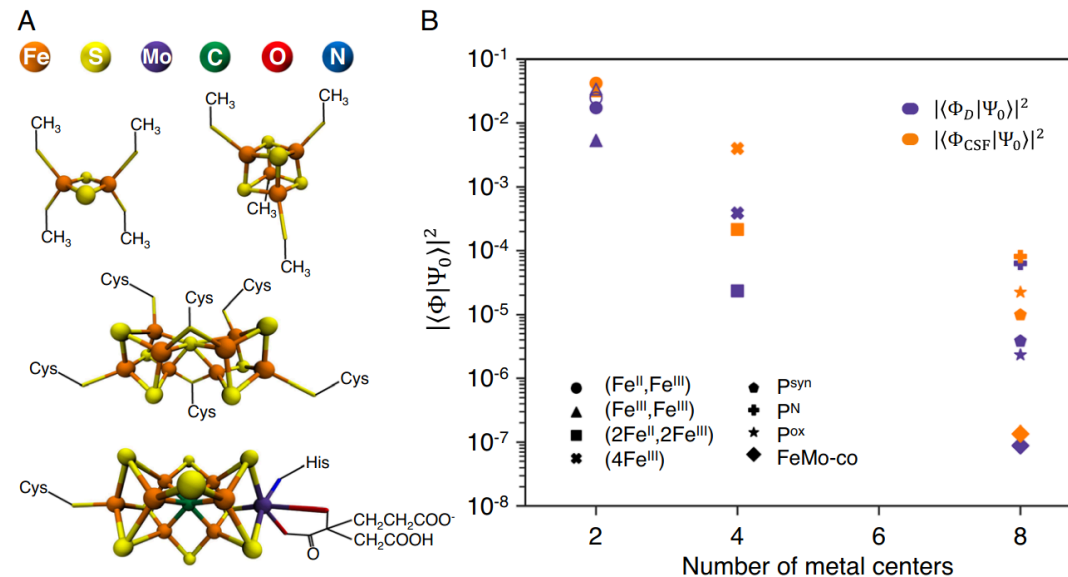 A
Fe S Mo C O N
CH₃ CH₃ CH₃
CH₃
CH₃ CH₃ CH₃
Cys Cys Cys
Cys Cys
Cys
His
Cys
CH₂CH₂COO⁻
CH₂COOH
O
B
10⁻¹
10⁻²
10⁻³
10⁻⁴
10⁻⁵
10⁻⁶
10⁻⁷
10⁻⁸
|⟨Φ|Ψ₀⟩|²
|⟨Φ_D|Ψ₀⟩|²
|⟨Φ_CSF|Ψ₀⟩|²
(Feᴵᴵ,Feᴵᴵᴵ)
(Feᴵᴵᴵ,Feᴵᴵᴵ)
(2Feᴵᴵ,2Feᴵᴵᴵ)
(4Feᴵᴵᴵ)
Pˢʸⁿ
Pᴺ
Pᵒˣ
FeMo-co
2 4 6 8
Number of metal centers